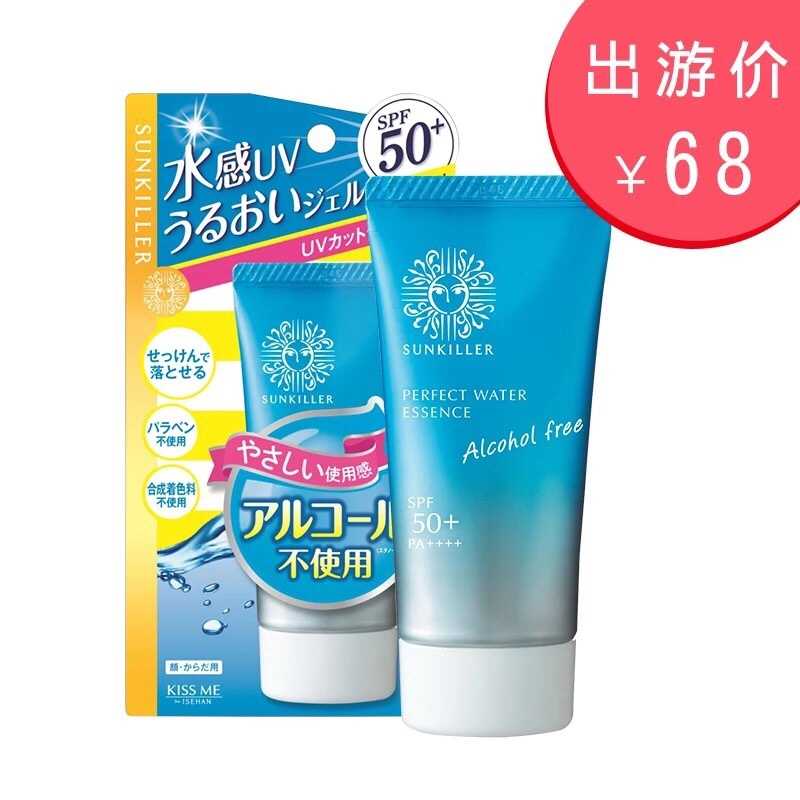 出游价
￥68
SUNKILLER
SPF
50+
水感UV
うるおいジェル
UVカット
せっけんで
落とせる
パラベン
不使用
合成着色料
不使用
SUNKILLER
やさしい使用感
アルコール
不使用
顔・からだ用
KISS ME
by ISEHAN
SUNKILLER
PERFECT WATER
ESSENCE
Alcohol free
SPF
50+
PA++++